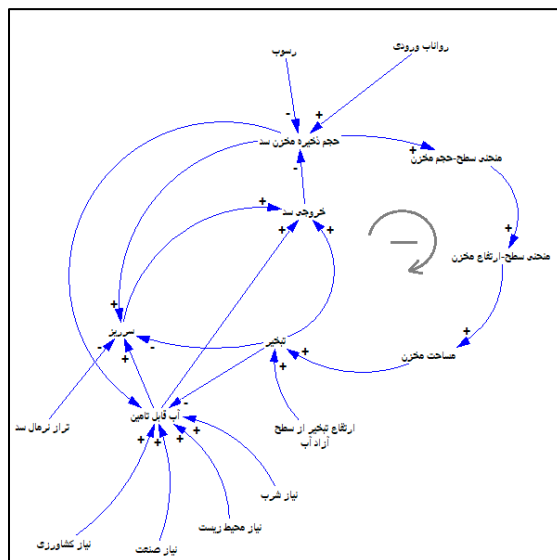 رواناب ورودی
رسوب
-
+
حجم ذخیره مخزن سد
+
منحنی سطح-حجم مخزن
-
خروجی سد
+
+
+
+
منحنی سطح-ارتفاع مخزن
+
سرریز
-
+
-
تبخیر
+
+
مساحت مخزن
+
-
آب قابل تامین
+
+
+
+
تراز نرمال سد
ارتفاع تبخیر از سطح
آزاد آب
نیاز شرب
نیاز محیط زیست
نیاز صنعت
نیاز کشاورزی